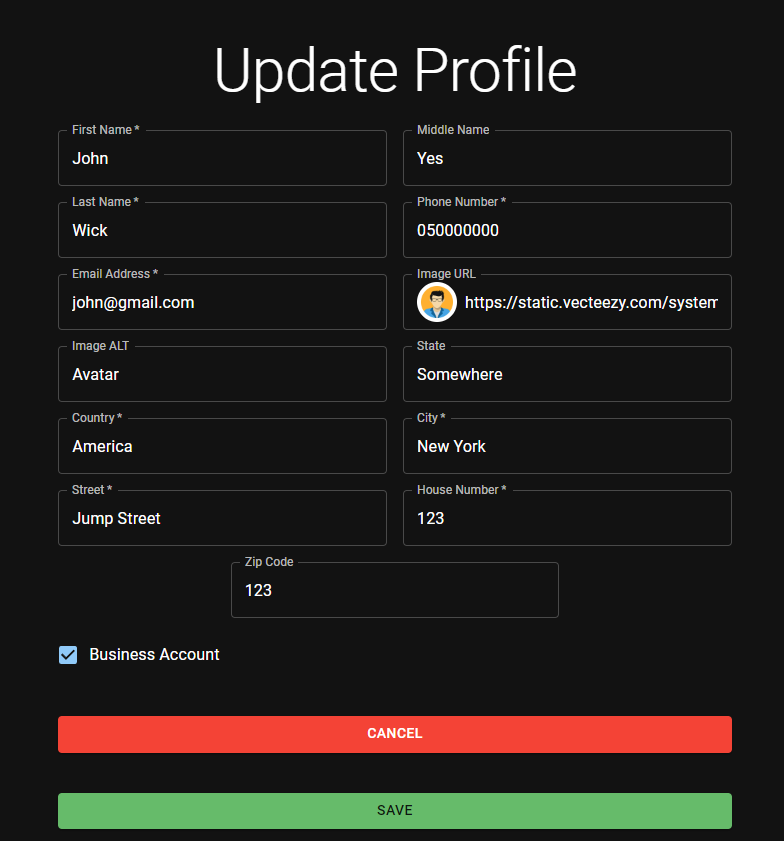 Update Profile
First Name *
Middle Name
John
Yes
Last Name *
Phone Number *
Wick
050000000
Email Address *
Image URL
john@gmail.com
https://static.vecteezy.com/system
Image ALT
State
Avatar
Somewhere
Country *
City *
America
New York
Street *
House Number *
Jump Street
123
Zip Code
123
Business Account
CANCEL
SAVE